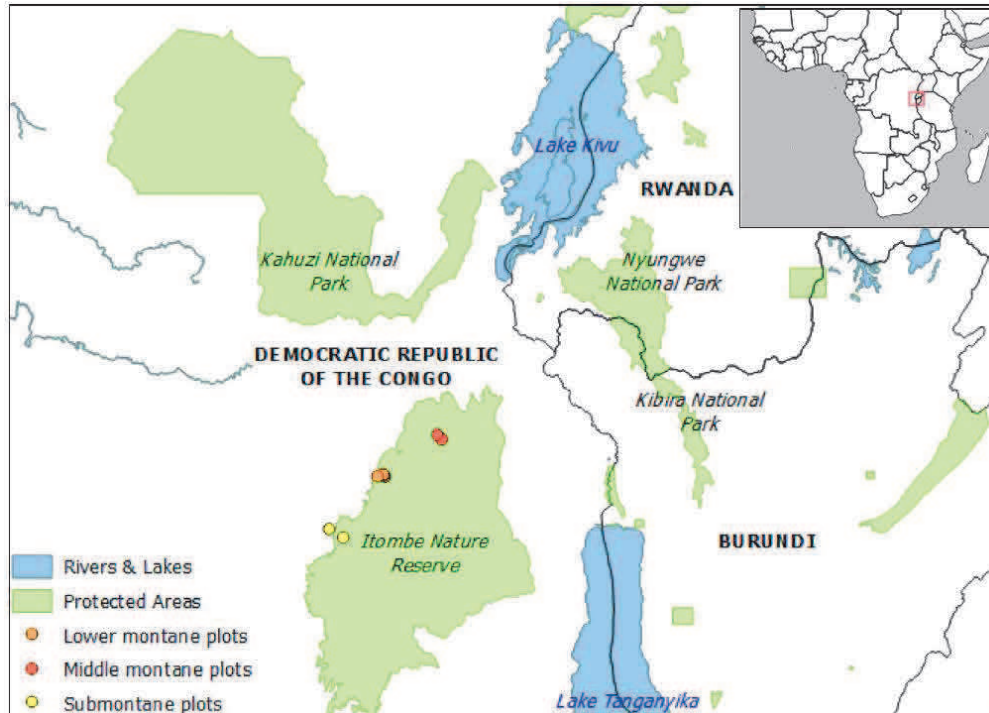 Lake Kivu
RWANDA
Kahuzi National
Park
Nyungwe
National Park
DEMOCRATIC REPUBLIC
OF THE CONGO
Kibira National
Park
Itombe Nature
Reserve
BURUNDI
Rivers & Lakes
Protected Areas
Lower montane plots
Middle montane plots
Submontane plots
Lake Tanganyika